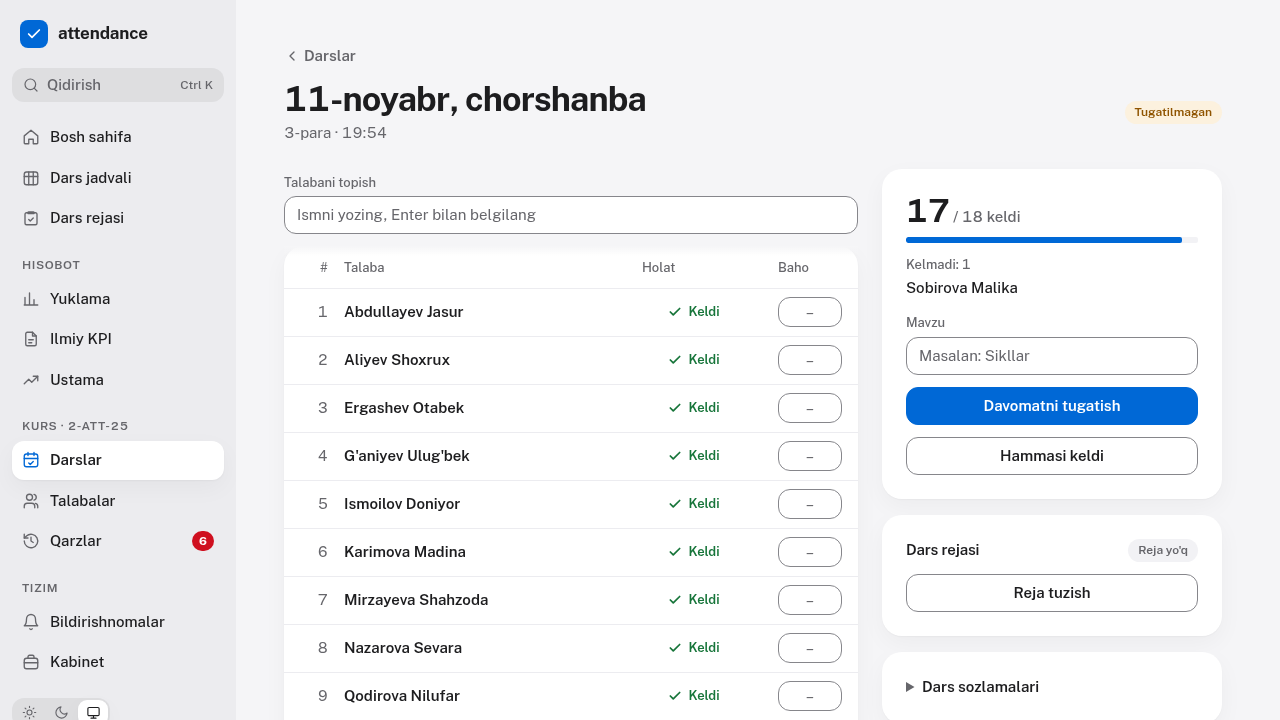 attendance
Qidirish Ctrl K
Bosh sahifa
Dars jadvali
Dars rejasi
HISOBOT
Yuklama
Ilmiy KPI
Ustama
KURS · 2-ATT-25
Darslar
Talabalar
Qarzlar 6
TIZIM
Bildirishnomalar
Kabinet
Darslar
11-noyabr, chorshanba
3-para · 19:54
Tugatilmagan
Talabani topish
Ismni yozing, Enter bilan belgilang
# Talaba Holat Baho
1 Abdullayev Jasur Keldi –
2 Aliyev Shoxrux Keldi –
3 Ergashev Otabek Keldi –
4 G'aniyev Ulug'bek Keldi –
5 Ismoilov Doniyor Keldi –
6 Karimova Madina Keldi –
7 Mirzayeva Shahzoda Keldi –
8 Nazarova Sevara Keldi –
9 Qodirova Nilufar Keldi –
17 / 18 keldi
Kelmadi: 1
Sobirova Malika
Mavzu
Masalan: Sikllar
Davomatni tugatish
Hammasi keldi
Dars rejasi Reja yo'q
Reja tuzish
Dars sozlamalari